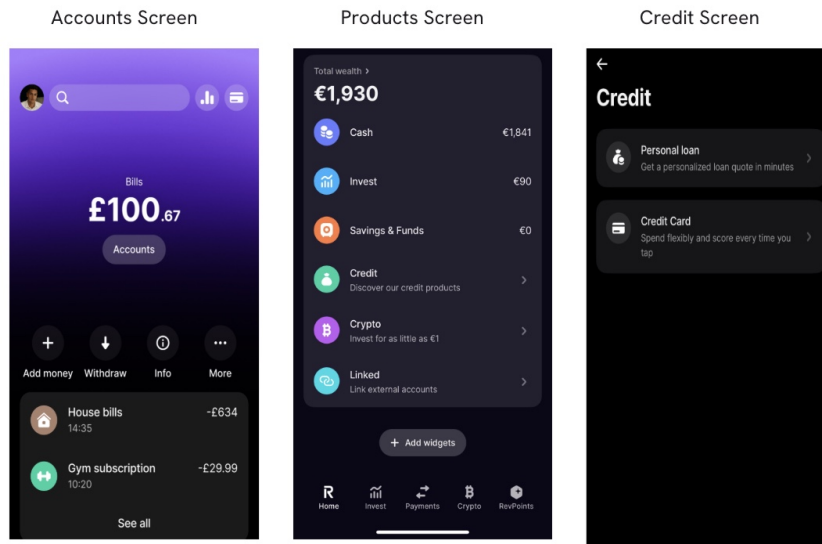 Accounts Screen
Products Screen
Credit Screen
Bills
£100.67
Accounts
Add money
Withdraw
Info
More
House bills
-£634
14:35
Gym subscription
-£29.99
10:20
See all
Total wealth >
€1,930
Cash
€1,841
Invest
€90
Savings & Funds
€0
Credit
Discover our credit products
Crypto
Invest for as little as €1
Linked
Link external accounts
+ Add widgets
Home
Invest
Payments
Crypto
RevPoints
Credit
Personal loan
Get a personalized loan quote in minutes
Credit Card
Spend flexibly and score every time you
tap